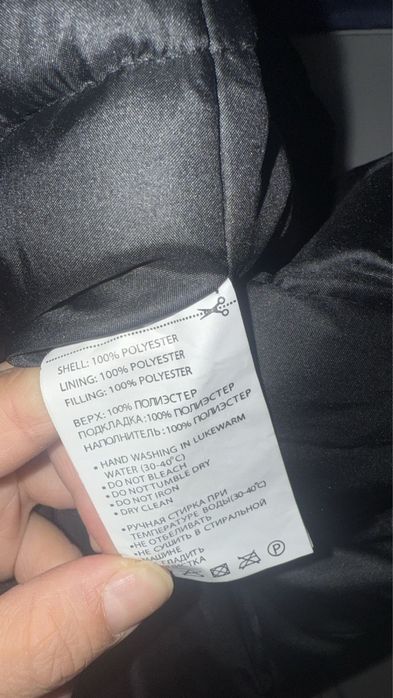 SHELL: 100% POLYESTER
LINING: 100% POLYESTER
FILLING: 100% POLYESTER
ВЕРХ: 100% ПОЛИЭСТЕР
ПОДКЛАДКА :100% ПОЛИЭСТЕР
НАПОЛНИТЕЛЬ :100% ПОЛИЭСТЕР
• HAND WASHING IN LUKEWARM
WATER (30-40°C)
• DO NOT BLEACH
• DO NOT TUMBLE DRY
• DO NOT IRON
• DRY CLEAN
• РУЧНАЯ СТИРКА ПРИ
ТЕМПЕРАТУРЕ ВОДЫ(30-40°C)
•НЕ ОТБЕЛИВАТЬ
•НЕ СУШИТЬ В СТИРАЛЬНОЙ
МАШИНЕ
P